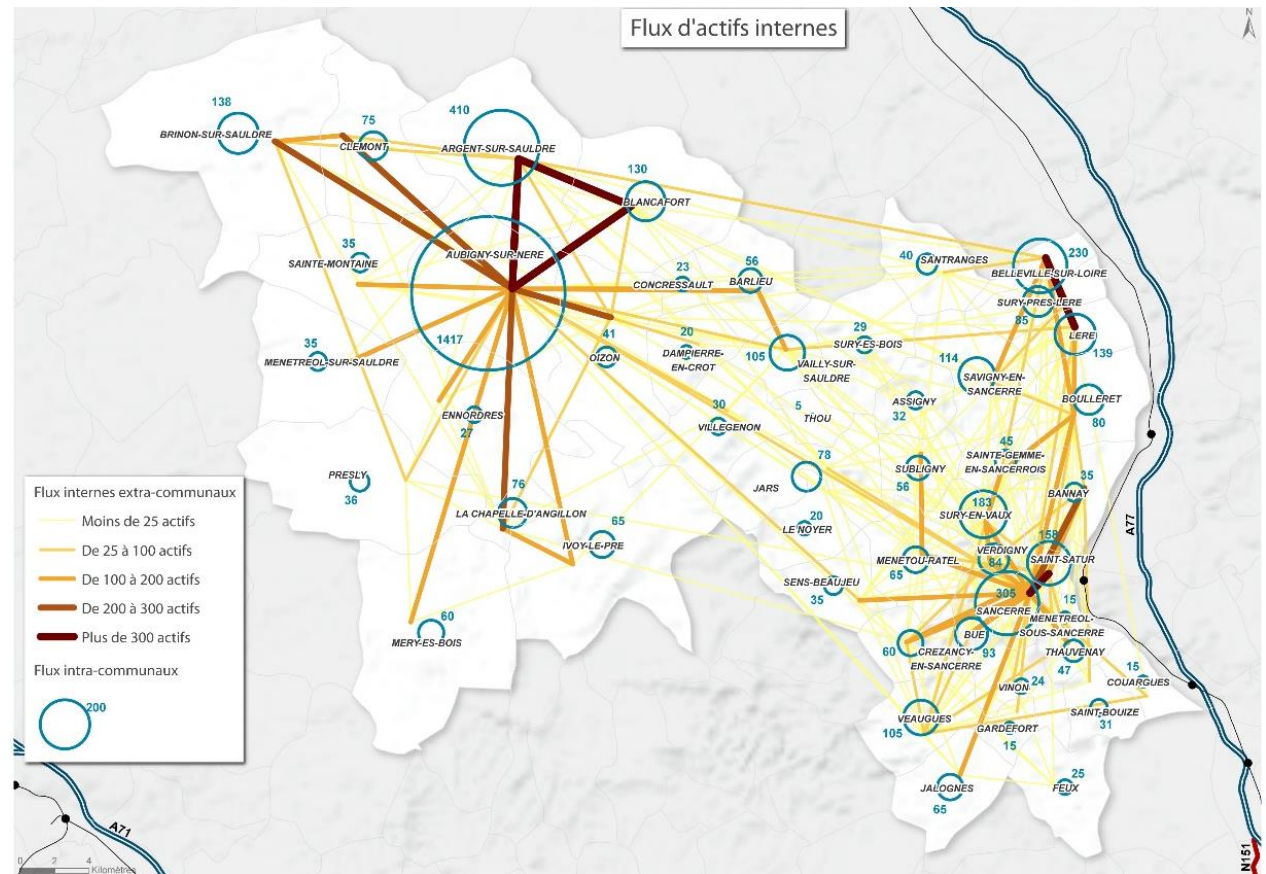 Flux d'actifs internes
N
138
BRINON-SUR-SAULDRE
75
CLEMONT
410
ARGENT-SUR-SAULDRE
130
BLANCAFORT
35
SAINTE-MONTAINE
AUBIGNY-SUR-NERE
1417
23
CONCRESSAULT
56
BARLIEU
40
SANTRANGES
230
BELLEVILLE-SUR-LOIRE
SURY-PRES-LERE
85
LERE
139
35
MENETREOL-SUR-SAULDRE
41
OIZON
20
DAMPIERRE-
EN-CROT
105
VAILLY-SUR-
SAULDRE
29
SURY-ES-BOIS
114
SAVIGNY-EN-
SANCERRE
ASSIGNY
32
BOULLERET
80
ENNORDRES
27
30
VILLEGENON
5
THOU
45
SAINTE-GEMME-
EN-SANCERROIS
PRESLY
36
78
JARS
SUBLIGNY
56
35
BANNAY
76
LA CHAPELLE-D'ANGILLON
183
SURY-EN-VAUX
20
LE NOYER
65
IVOY-LE-PRE
MENETOU-RATEL
65
VERDIGNY
84
158
SAINT-SATUR
SENS-BEAUJEU
35
305
SANCERRE
15
MENETREOL-
SOUS-SANCERRE
60
MERY-ES-BOIS
60
CREZANCY-
EN-SANCERRE
BUE
93
THAUVENAY
47
24
VINON
15
COUARGUES
VEAUGUES
105
GARDEFORT
15
SAINT-BOUIZE
31
JALOGNES
65
25
FEUX
Flux internes extra-communaux
Moins de 25 actifs
De 25 à 100 actifs
De 100 à 200 actifs
De 200 à 300 actifs
Plus de 300 actifs
Flux intra-communaux
200
A77
A71
N151
0 2 4
Kilomètres